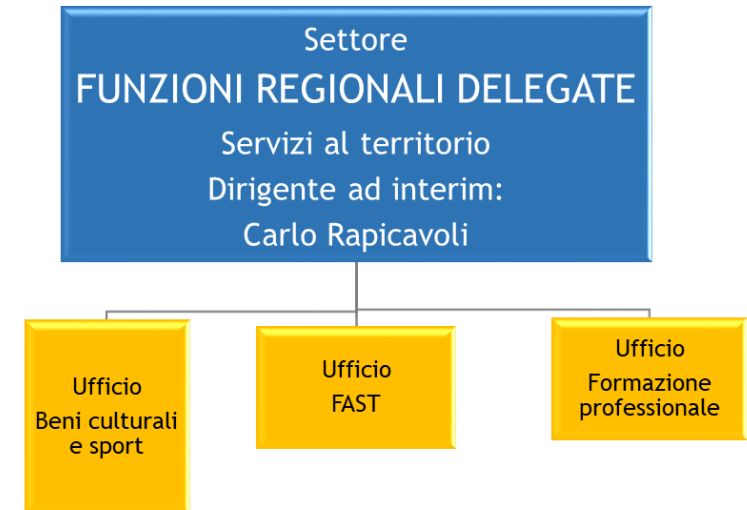 Settore
FUNZIONI REGIONALI DELEGATE
Servizi al territorio
Dirigente ad interim:
Carlo Rapicavoli
Ufficio
Beni culturali
e sport
Ufficio
FAST
Ufficio
Formazione
professionale